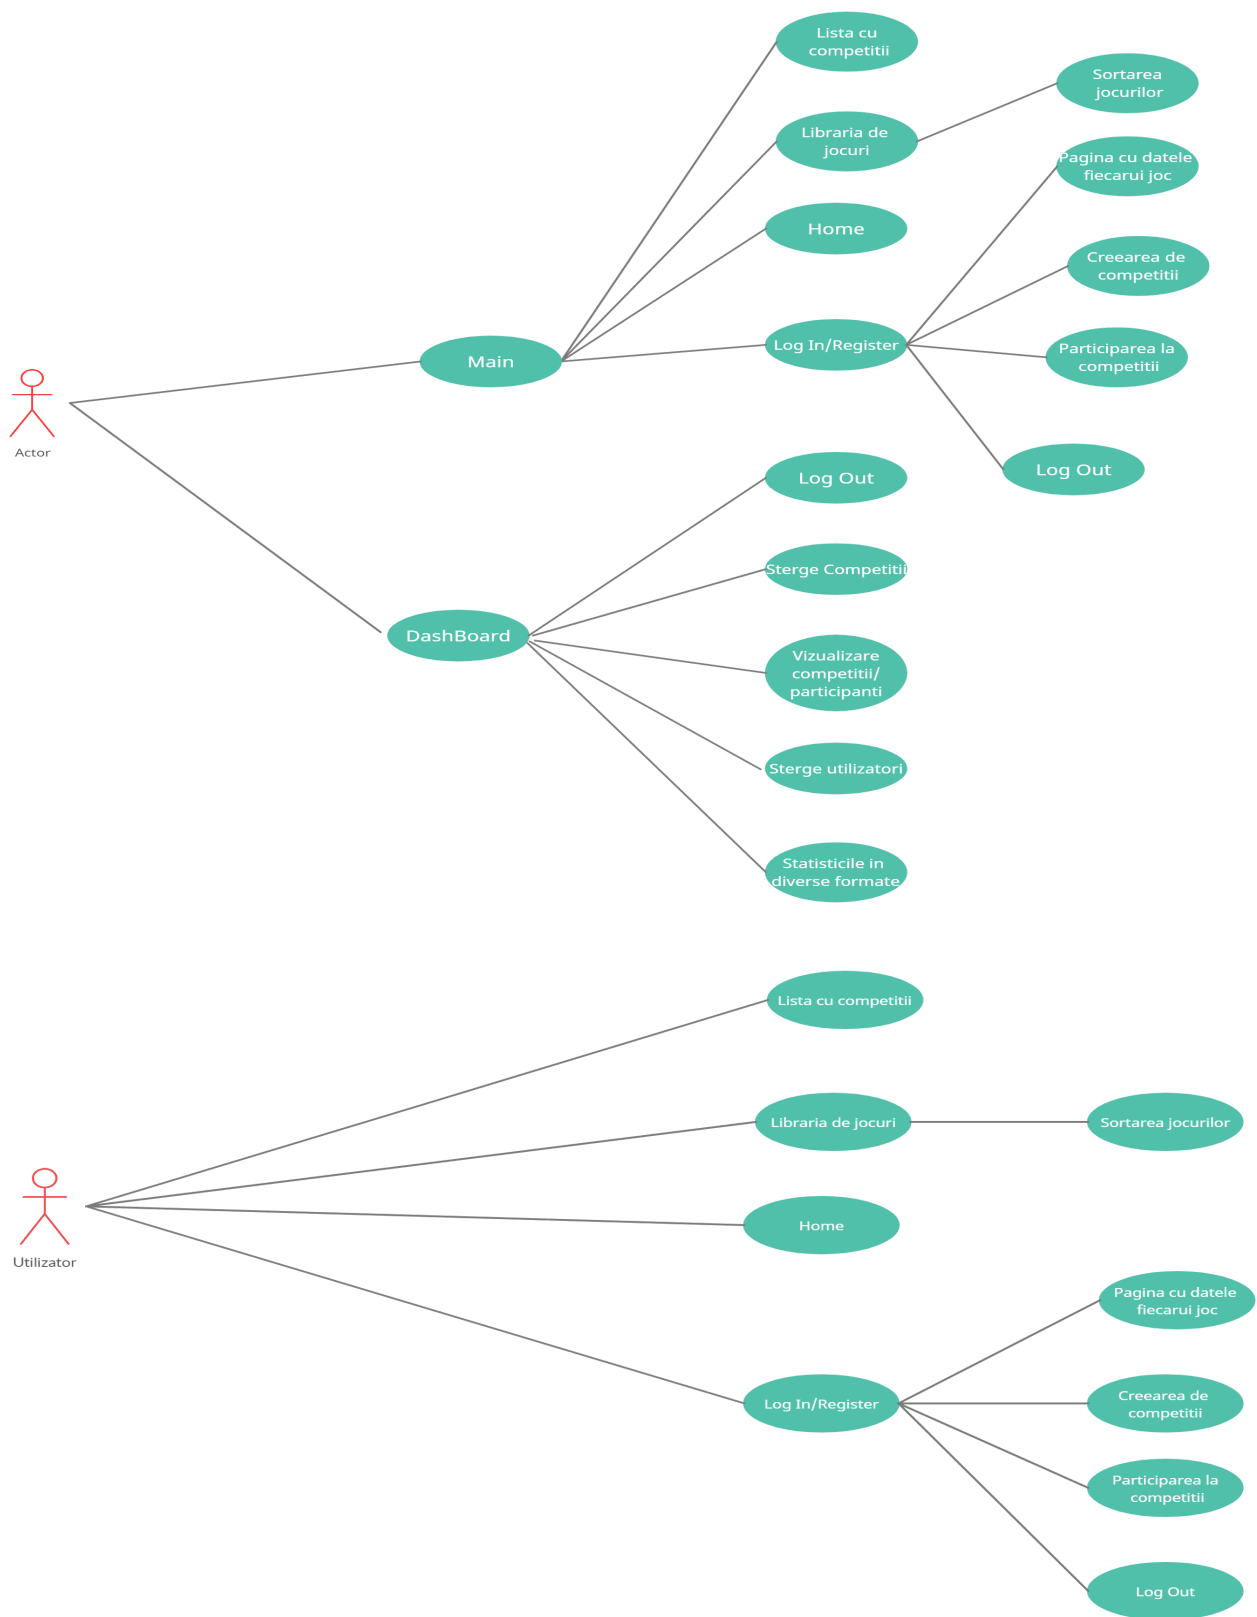 Lista cu
competitii
Sortarea
jocurilor
Libraria de
jocuri
Pagina cu datele
fiecarui joc
Home
Creearea de
competitii
Log In/Register
Participarea la
competitii
Main
Actor
Log Out
Log Out
Sterge Competitii
DashBoard
Vizualizare
competitii/
participanti
Sterge utilizatori
Statisticile in
diverse formate
Lista cu competitii
Libraria de jocuri
Sortarea jocurilor
Home
Utilizator
Pagina cu datele
fiecarui joc
Log In/Register
Creearea de
competitii
Participarea la
competitii
Log Out